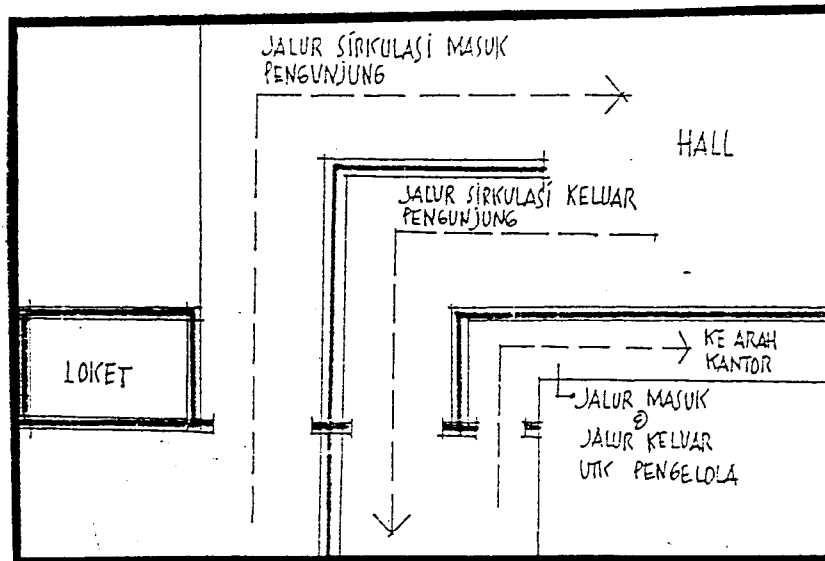 JALUR SIRKULASI MASUK
PENGUNJUNG
HALL
JALUR SIRKULASI KELUAR
PENGUNJUNG
LOKET
KE ARAH
KANTOR
JALUR MASUK
&
JALUR KELUAR
UTK PENGELOLA